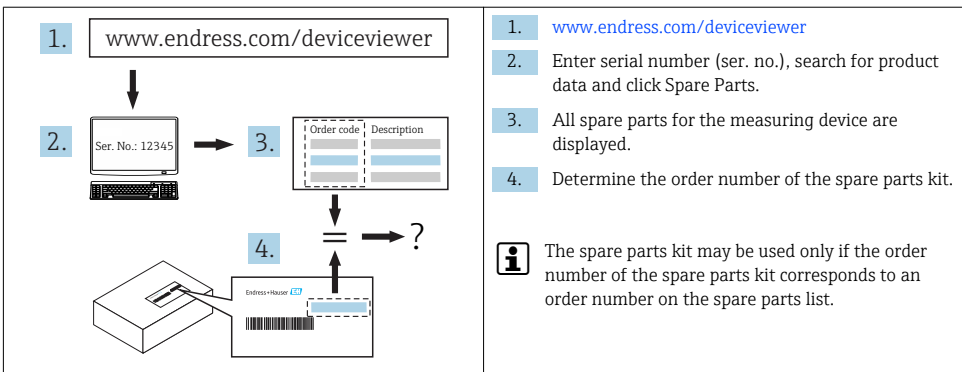 1.
www.endress.com/deviceviewer
2.
Ser. No.: 12345
3.
Order code
Description
4.
?
Endress+Hauser EH
1. www.endress.com/deviceviewer
2. Enter serial number (ser. no.), search for product
data and click Spare Parts.
3. All spare parts for the measuring device are
displayed.
4. Determine the order number of the spare parts kit.
i The spare parts kit may be used only if the order
number of the spare parts kit corresponds to an
order number on the spare parts list.